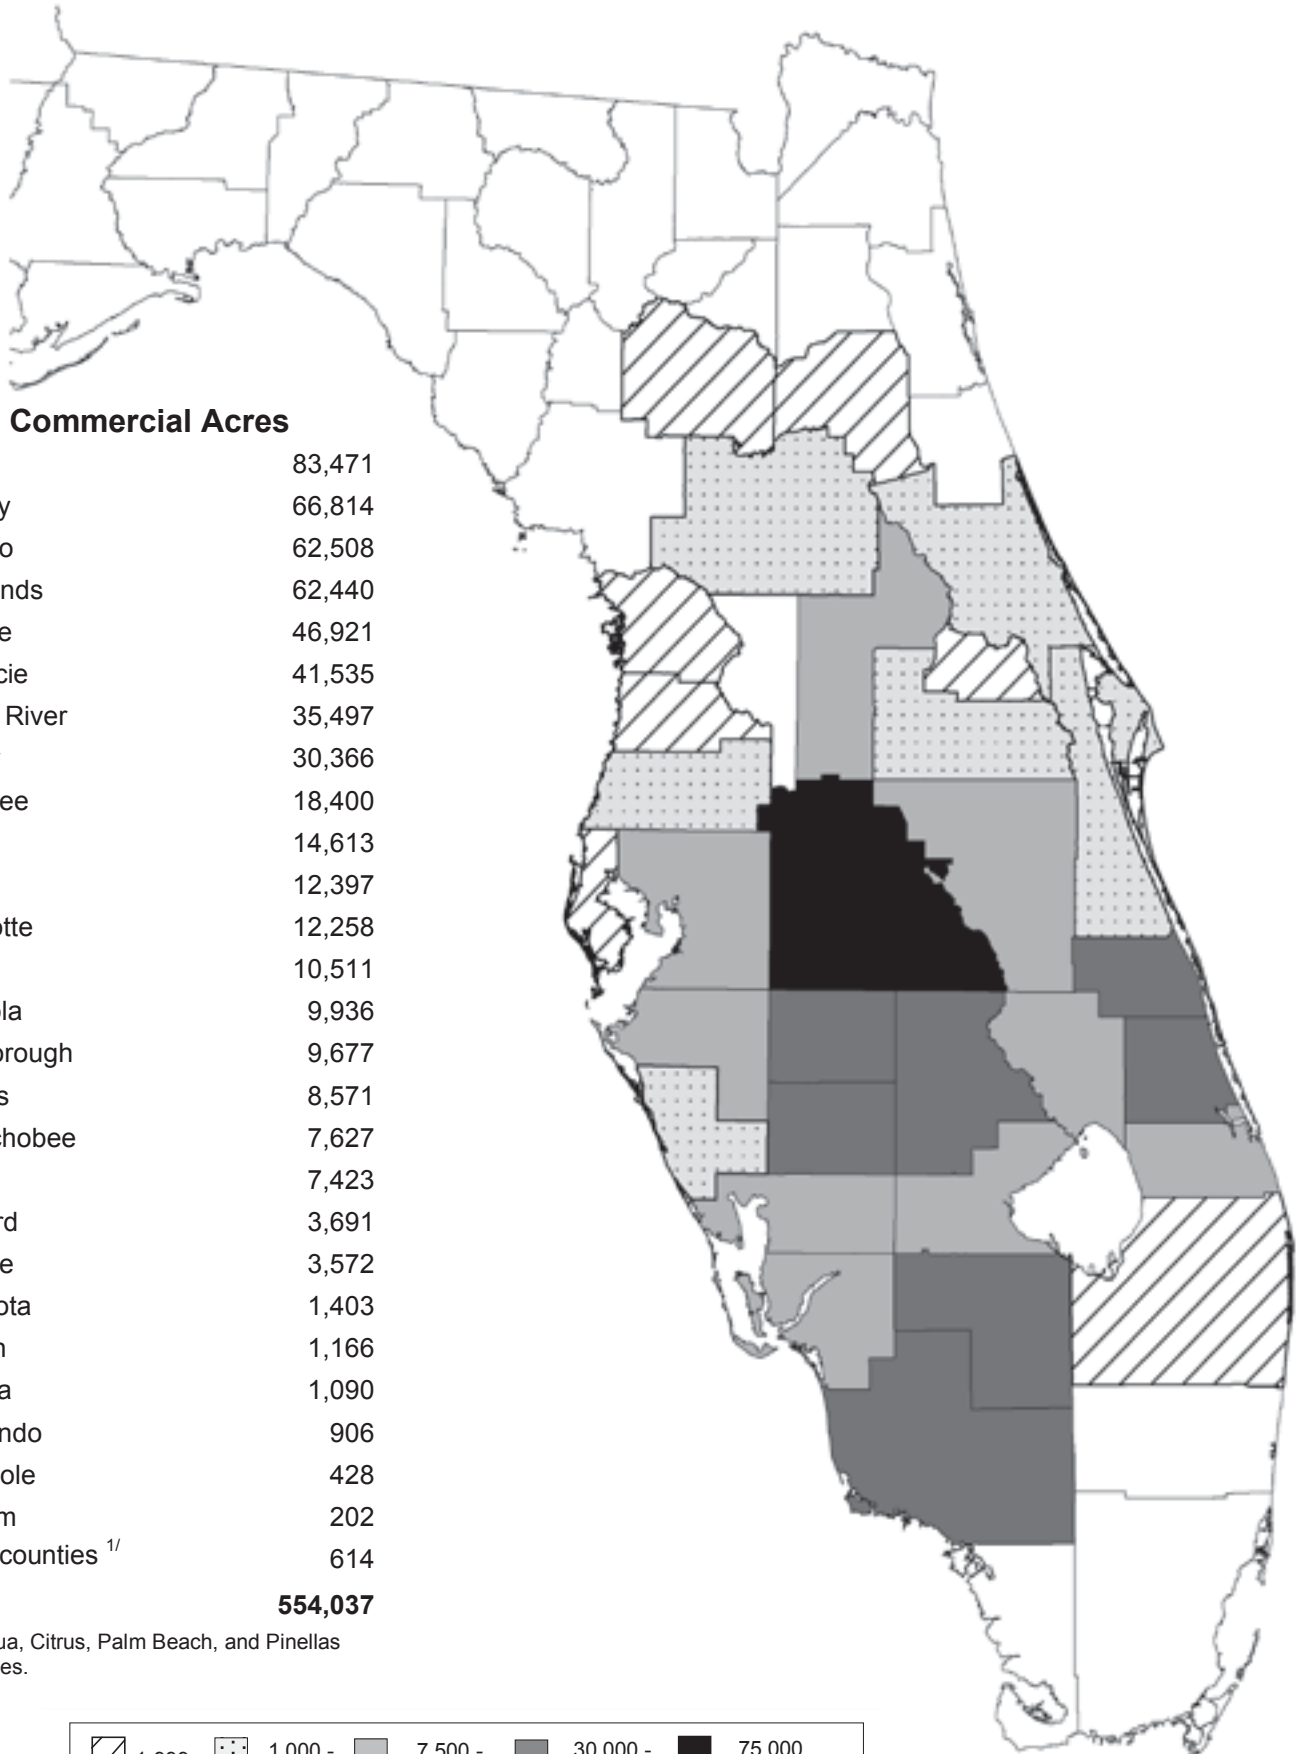 Commercial Acres
83,471
y 66,814
o 62,508
nds 62,440
e 46,921
cie 41,535
River 35,497
30,366
ee 18,400
14,613
12,397
otte 12,258
10,511
ola 9,936
orough 9,677
s 8,571
chobee 7,627
7,423
rd 3,691
e 3,572
ota 1,403
n 1,166
a 1,090
ndo 906
ole 428
m 202
counties 1/ 614
554,037
ua, Citrus, Palm Beach, and Pinellas
es.
1,000 - 7,500 - 30,000 - 75,000